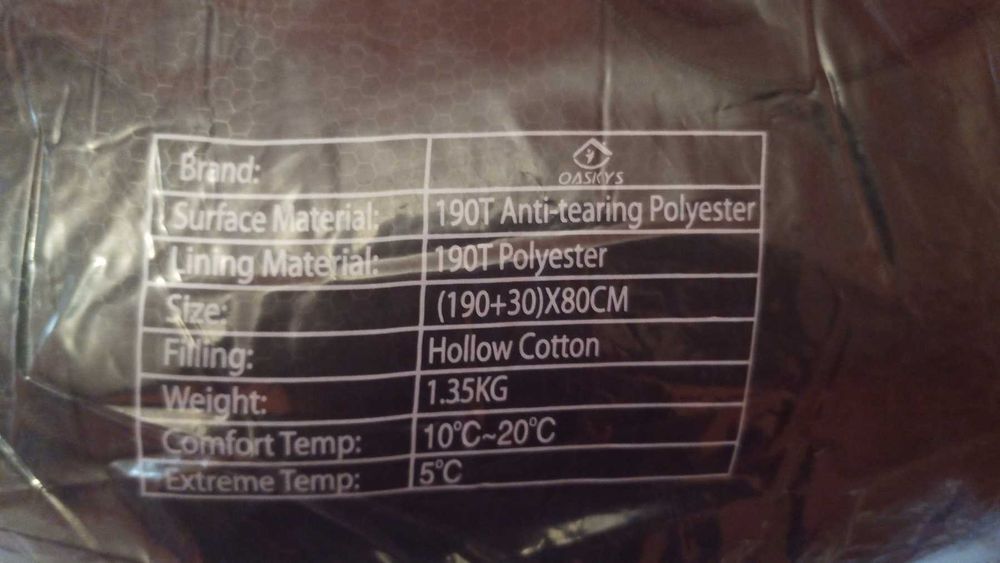 Brand: OASKYS
Surface Material: 190T Anti-tearing Polyester
Lining Material: 190T Polyester
Size: (190+30)X80CM
Filling: Hollow Cotton
Weight: 1.35KG
Comfort Temp: 10°C~20°C
Extreme Temp: 5°C